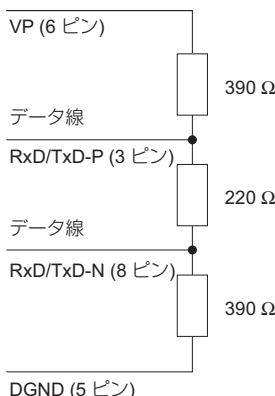 VP (6 ピン)
390 Ω
データ線
RxD/TxD-P (3 ピン)
220 Ω
データ線
RxD/TxD-N (8 ピン)
390 Ω
DGND (5 ピン)